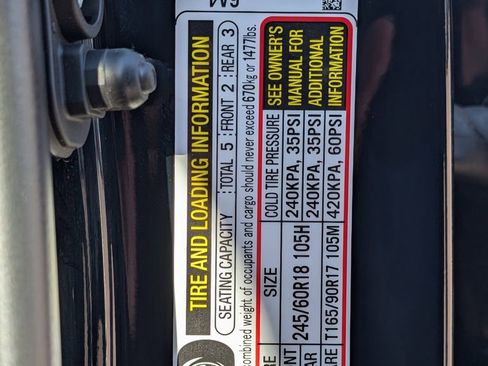 TIRE AND LOADING INFORMATION
SEATING CAPACITY TOTAL 5 FRONT 2 REAR 3
combined weight of occupants and cargo should never exceed 670kg or 1477lbs.
SIZE COLD TIRE PRESSURE
245/60R18 105H 240KPA, 35PSI
240KPA, 35PSI
T165/90R17 105M 420KPA, 60PSI
SEE OWNER'S
MANUAL FOR
ADDITIONAL
INFORMATION